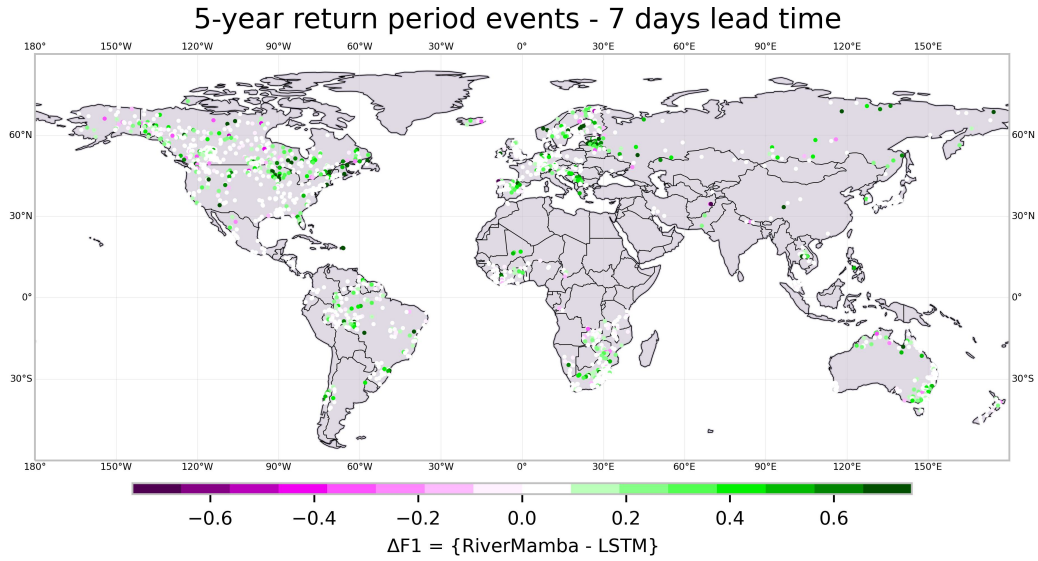 5-year return period events - 7 days lead time
180° 150°W 120°W 90°W 60°W 30°W 0° 30°E 60°E 90°E 120°E 150°E
60°N 60°N
30°N 30°N
0° 0°
30°S 30°S
180° 150°W 120°W 90°W 60°W 30°W 0° 30°E 60°E 90°E 120°E 150°E
−0.6 −0.4 −0.2 0.0 0.2 0.4 0.6
ΔF1 = {RiverMamba - LSTM}